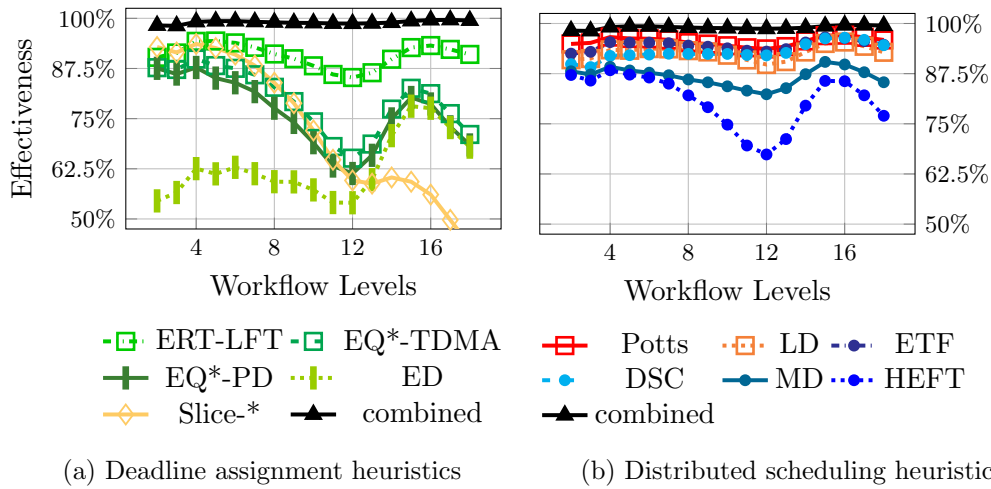 100%
87.5%
75%
62.5%
50%
Effectiveness
4 8 12 16
Workflow Levels
ERT-LFT EQ*-TDMA
EQ*-PD ED
Slice-* combined
(a) Deadline assignment heuristics
100%
87.5%
75%
62.5%
50%
4 8 12 16
Workflow Levels
Potts LD ETF
DSC MD HEFT
combined
(b) Distributed scheduling heuristic